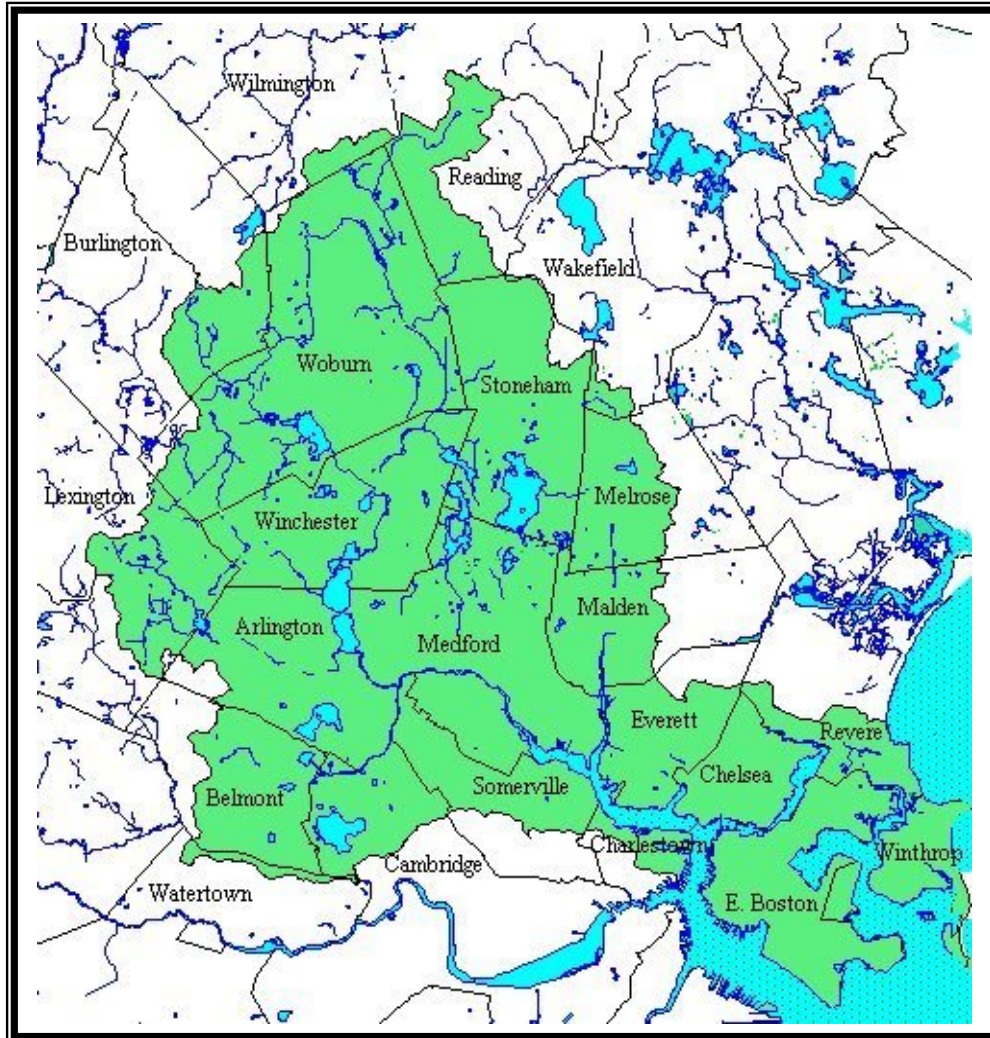 Wilmington
Reading
Burlington
Wakefield
Woburn
Stoneham
Lexington
Melrose
Winchester
Malden
Arlington
Medford
Everett
Revere
Chelsea
Somerville
Belmont
Charlestown
Winthrop
Cambridge
Watertown
E. Boston